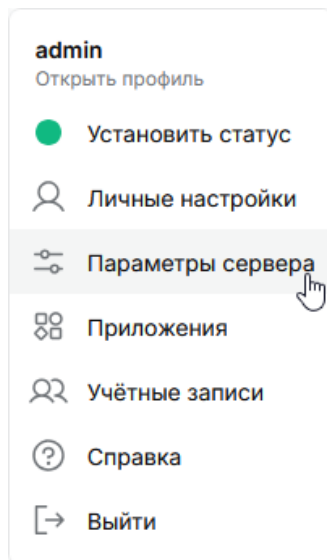 admin
Открыть профиль
Установить статус
Личные настройки
Параметры сервера
Приложения
Учётные записи
Справка
Выйти